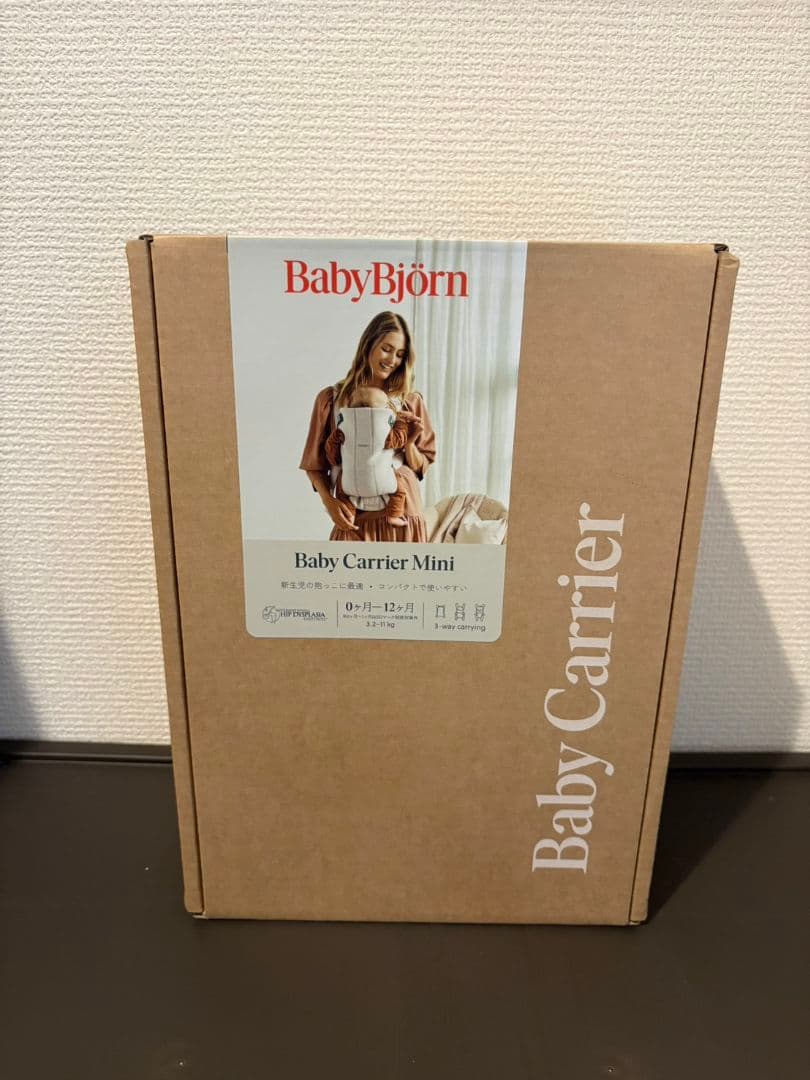 BabyBjörn
Baby Carrier Mini
新生児の抱っこに最適 • コンパクトで使いやすい
HIP DYSPLASIA
0ヶ月—12ヶ月
3.2-11 kg
3-way carrying
Baby Carrier